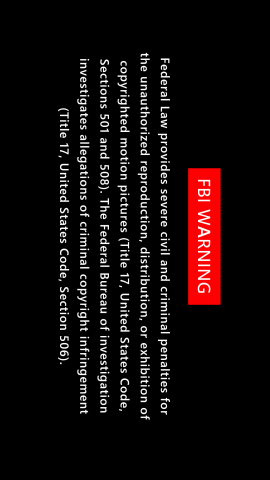 FBI WARNING
Federal Law provides severe civil and criminal penalties for
the unauthorized reproduction, distribution, or exhibition of
copyrighted motion pictures (Title 17, United States Code,
Sections 501 and 508). The Federal Bureau of investigation
investigates allegations of criminal copyright infringement
(Title 17, United States Code, Section 506).